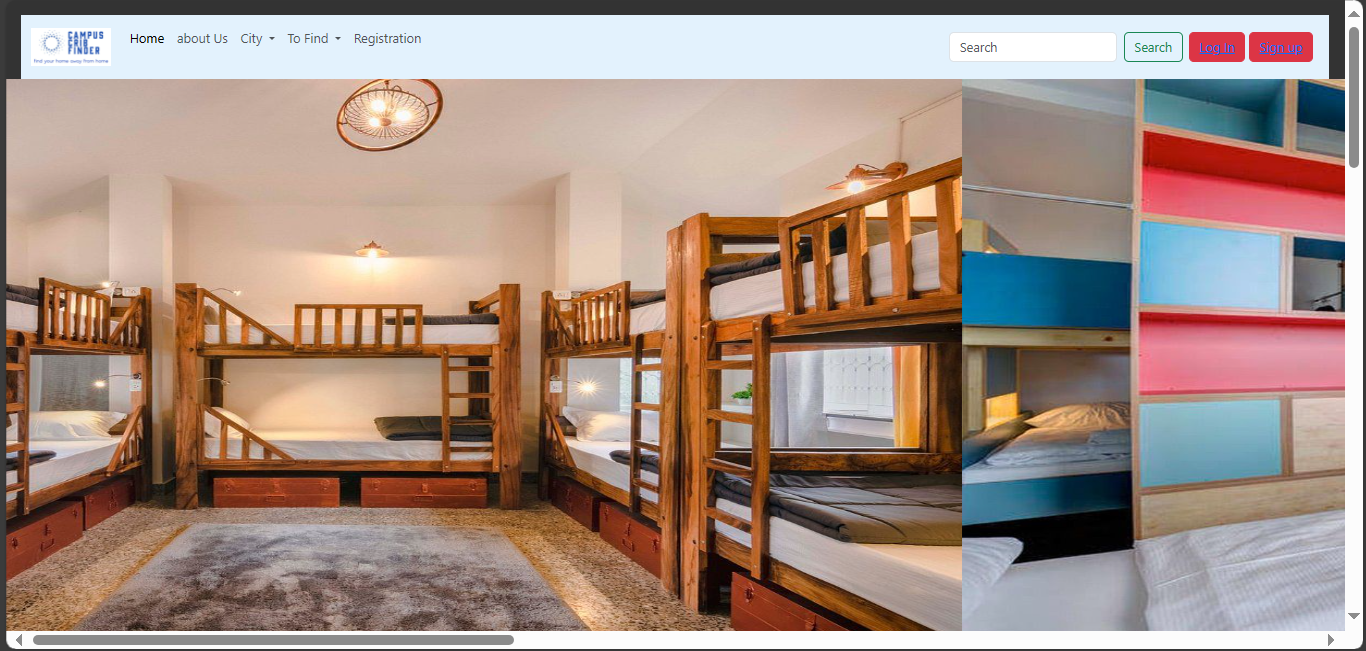 CAMPUS
CRIB
FINDER
find your home away from home
Home
about Us
City
To Find
Registration
Search
Search
Log in
Sign up